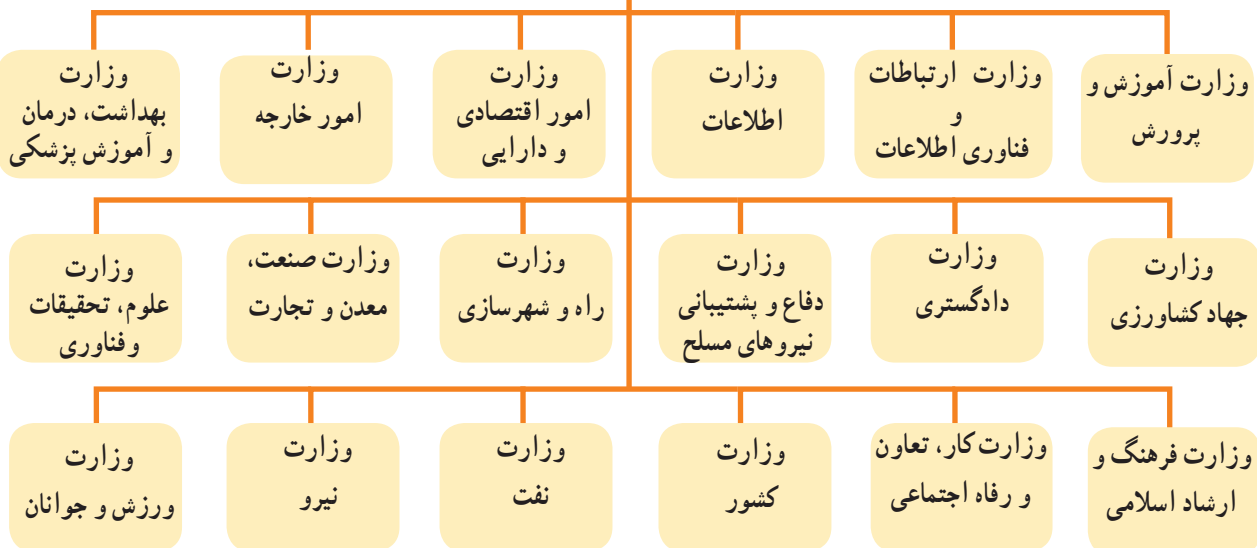 وزارت آموزش و
پرورش
وزارت ارتباطات
و
فناوری اطلاعات
وزارت
اطلاعات
وزارت
امور اقتصادی
و دارایی
وزارت
امور خارجه
وزارت
بهداشت، درمان
و آموزش پزشکی
وزارت
جهاد کشاورزی
وزارت
دادگستری
وزارت
دفاع و پشتیبانی
نیروهای مسلح
وزارت
راه و شهرسازی
وزارت صنعت،
معدن و تجارت
وزارت
علوم، تحقیقات
وفناوری
وزارت فرهنگ و
ارشاد اسلامی
وزارت کار، تعاون
و رفاه اجتماعی
وزارت
کشور
وزارت
نفت
وزارت
نیرو
وزارت
ورزش و جوانان